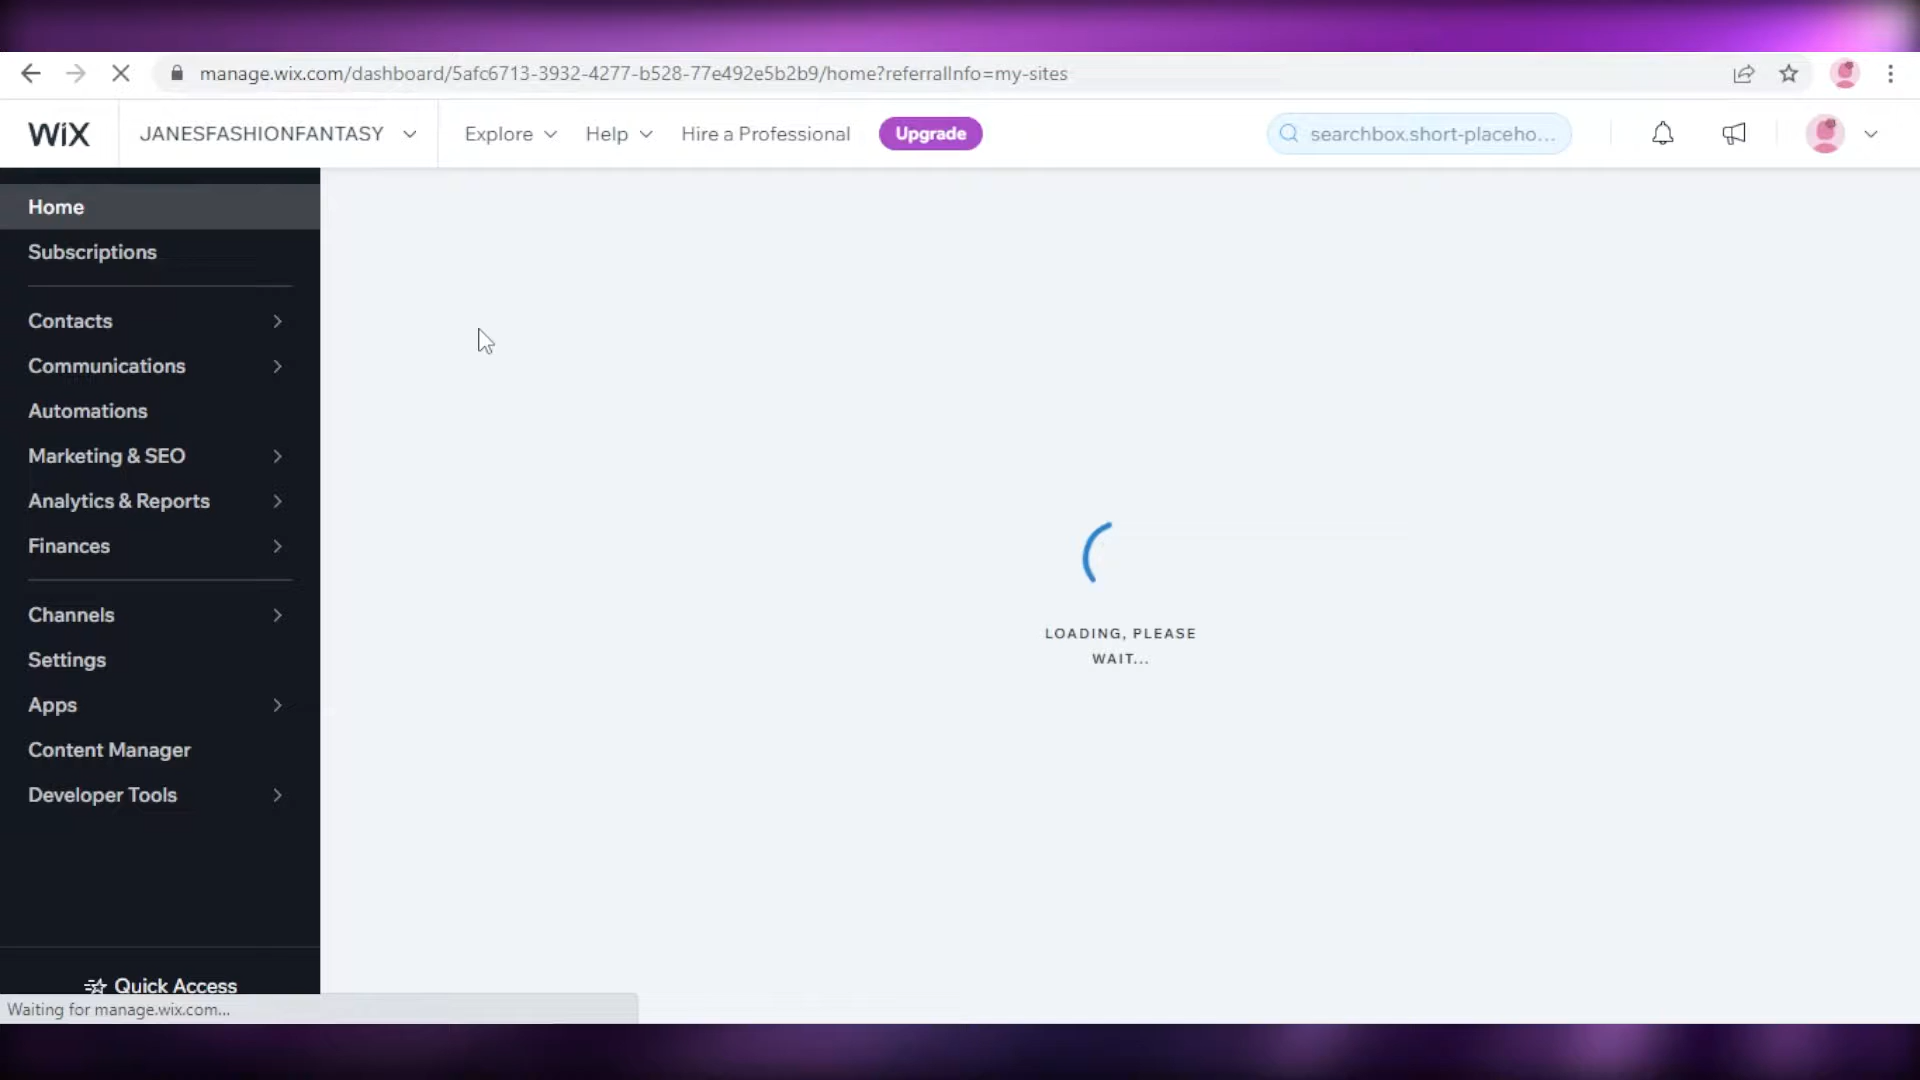 manage.wix.com/dashboard/5afc6713-3932-4277-b528-77e492e5b2b9/home?referralInfo=my-sites
WiX
JANESFASHIONFANTASY
Explore
Help
Hire a Professional
Upgrade
searchbox.short-placeho...
Home
Subscriptions
Contacts
Communications
Automations
Marketing & SEO
Analytics & Reports
Finances
Channels
Settings
Apps
Content Manager
Developer Tools
Quick Access
LOADING, PLEASE
WAIT...
Waiting for manage.wix.com...